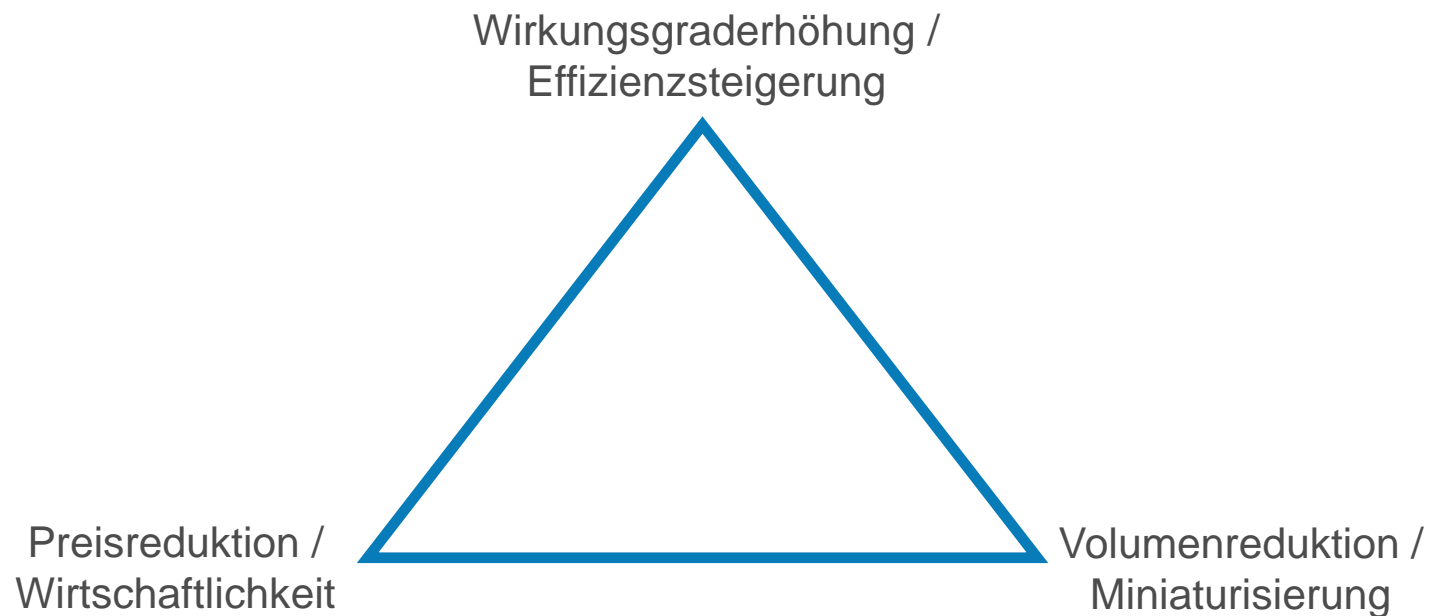 Wirkungsgraderhöhung /
Effizienzsteigerung
Preisreduktion /
Wirtschaftlichkeit
Volumenreduktion /
Miniaturisierung